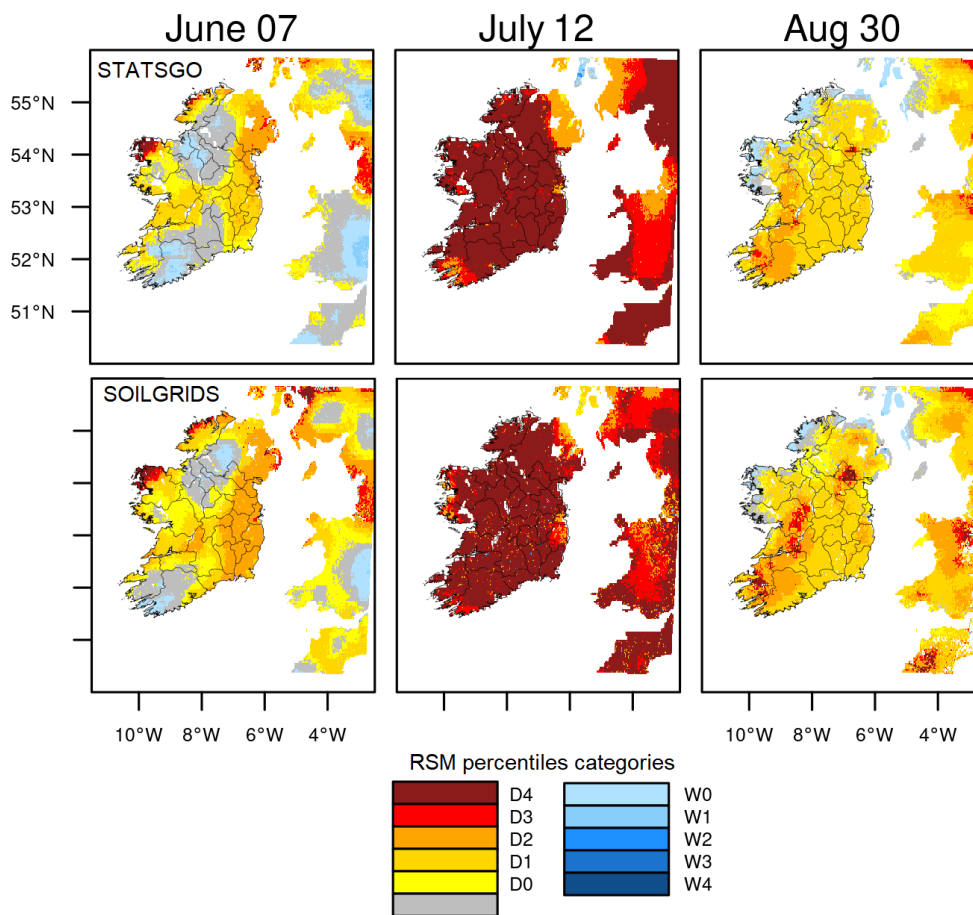 June 07 July 12 Aug 30
STATSGO
55°N
54°N
53°N
52°N
51°N
SOILGRIDS
10°W 8°W 6°W 4°W 10°W 8°W 6°W 4°W
RSM percentiles categories
D4 W0
D3 W1
D2 W2
D1 W3
D0 W4